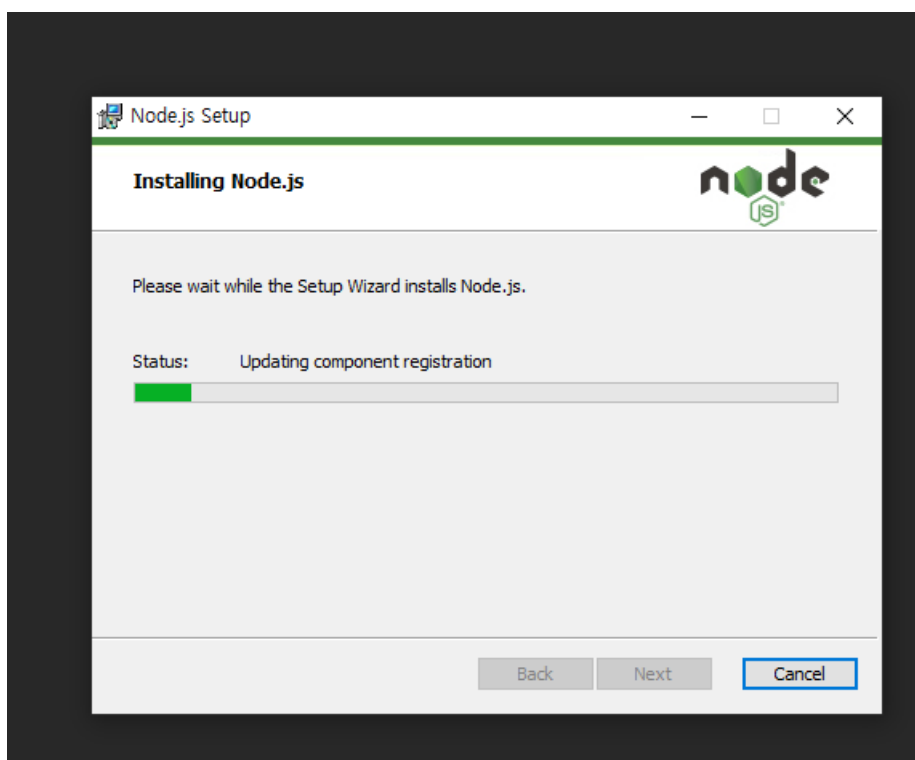 Node.js Setup
Installing Node.js
node
JS
Please wait while the Setup Wizard installs Node.js.
Status: Updating component registration
Back Next Cancel